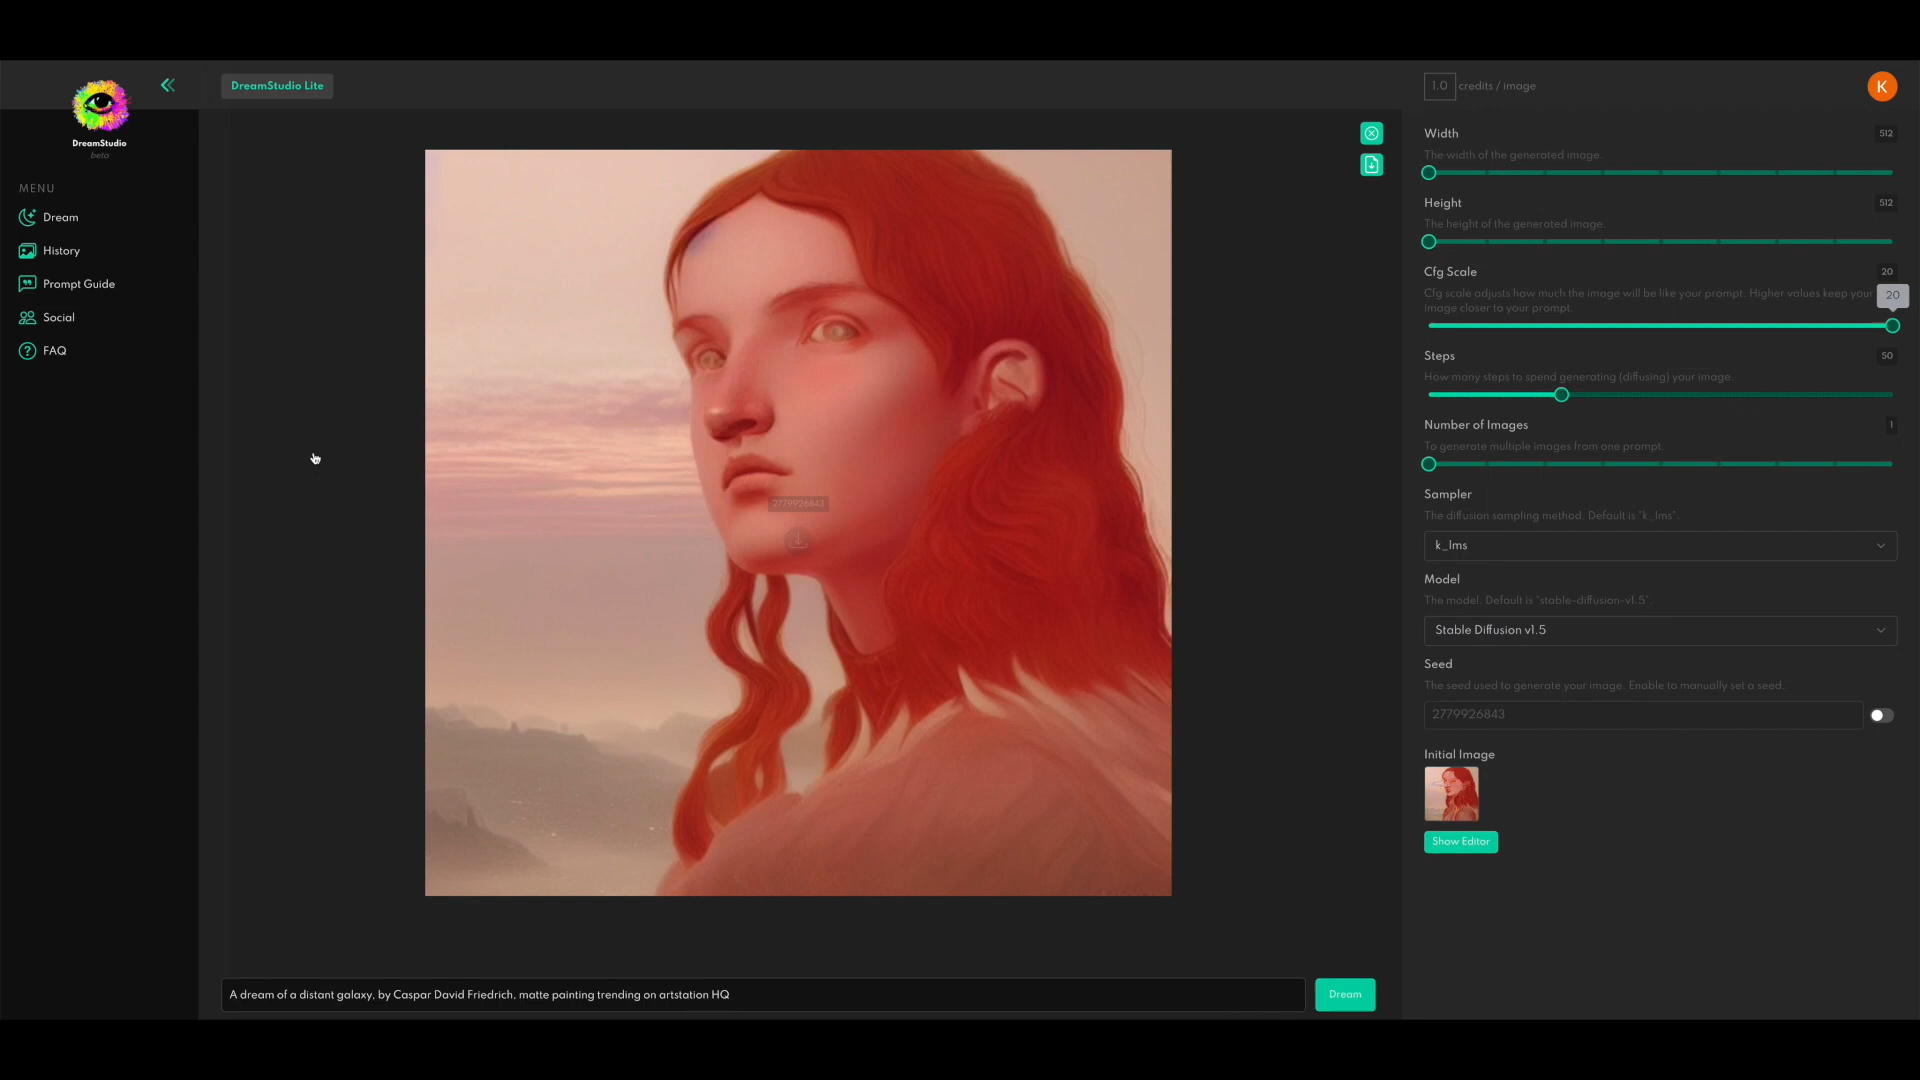 DreamStudio
beta
MENU
Dream
History
Prompt Guide
Social
FAQ
DreamStudio Lite
2779926843
A dream of a distant galaxy, by Caspar David Friedrich, matte painting trending on artstation HQ
Dream
1.0 credits / image
K
Width 512
The width of the generated image.
Height 512
The height of the generated image.
Cfg Scale 20
Cfg scale adjusts how much the image will be like your prompt. Higher values keep your
image closer to your prompt.
20
Steps 50
How many steps to spend generating (diffusing) your image.
Number of Images 1
To generate multiple images from one prompt.
Sampler
The diffusion sampling method. Default is "k_lms".
k_lms
Model
The model. Default is "stable-diffusion-v1.5".
Stable Diffusion v1.5
Seed
The seed used to generate your image. Enable to manually set a seed.
2779926843
Initial Image
Show Editor